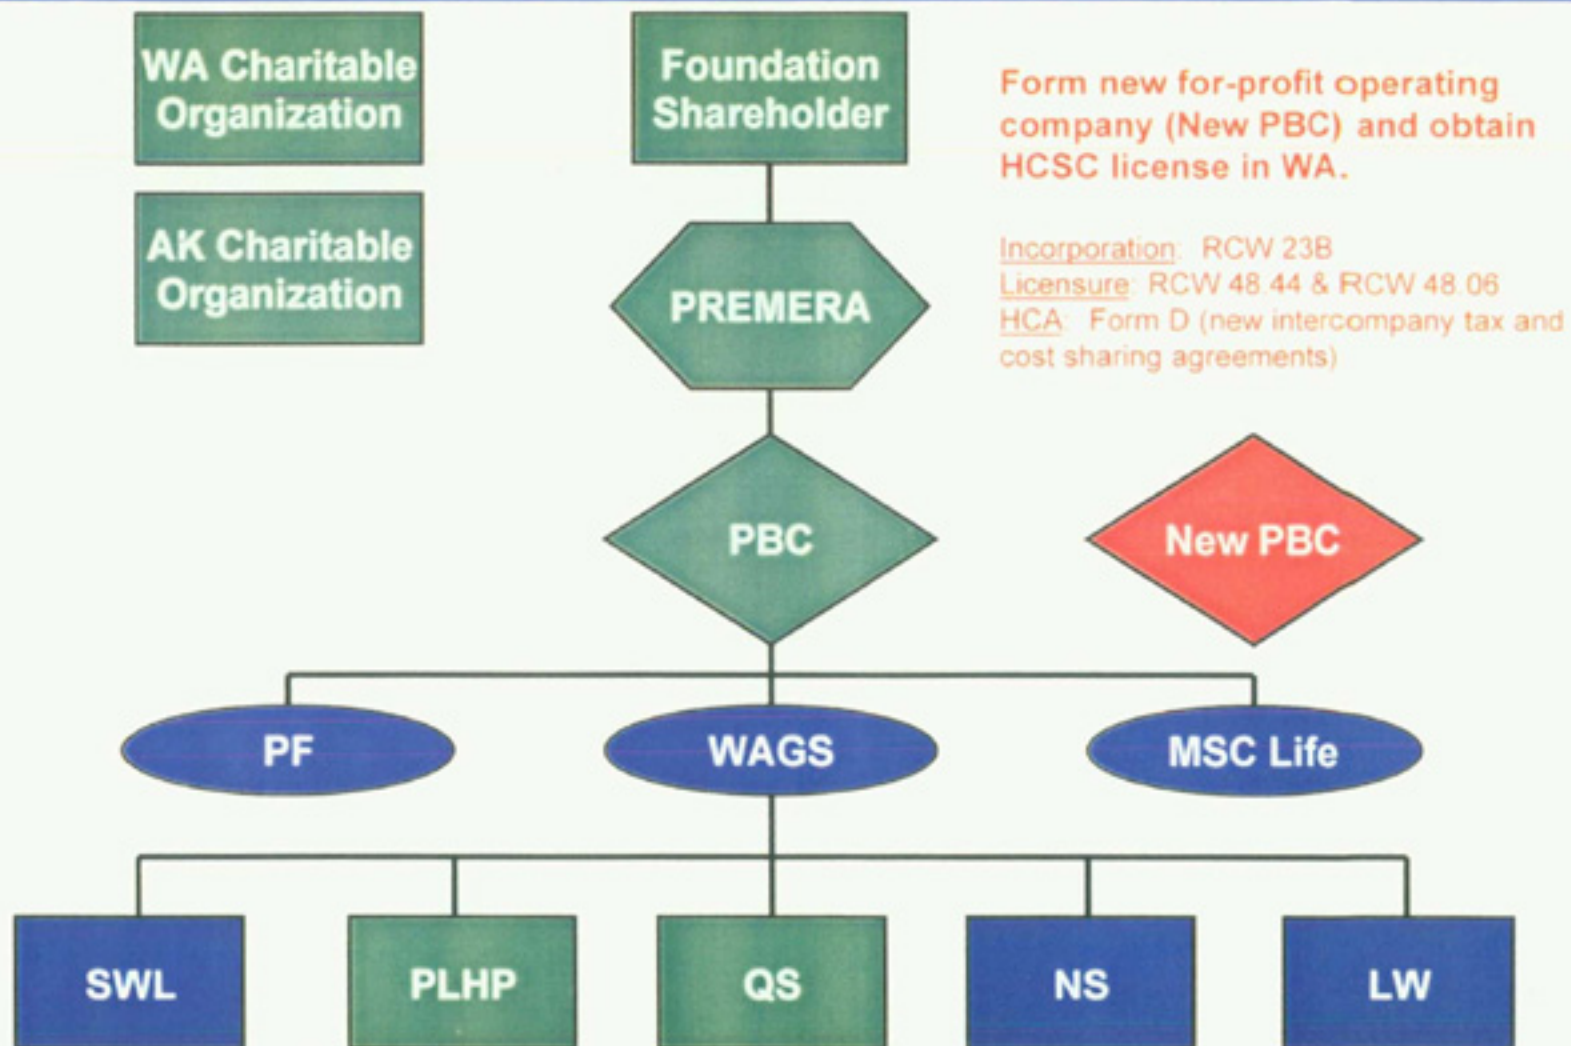 WA Charitable
Organization
Foundation
Shareholder
Form new for-profit operating
company (New PBC) and obtain
HCSC license in WA.
AK Charitable
Organization
PREMERA
Incorporation: RCW 23B
Licensure: RCW 48.44 & RCW 48.06
HCA: Form D (new intercompany tax and
cost sharing agreements)
PBC
New PBC
PF
WAGS
MSC Life
SWL
PLHP
QS
NS
LW